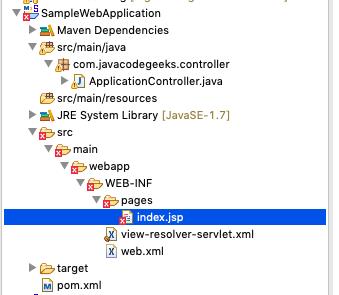 SampleWebApplication
Maven Dependencies
src/main/java
com.javacodegeeks.controller
ApplicationController.java
src/main/resources
JRE System Library [JavaSE-1.7]
src
main
webapp
WEB-INF
pages
index.jsp
view-resolver-servlet.xml
web.xml
target
pom.xml